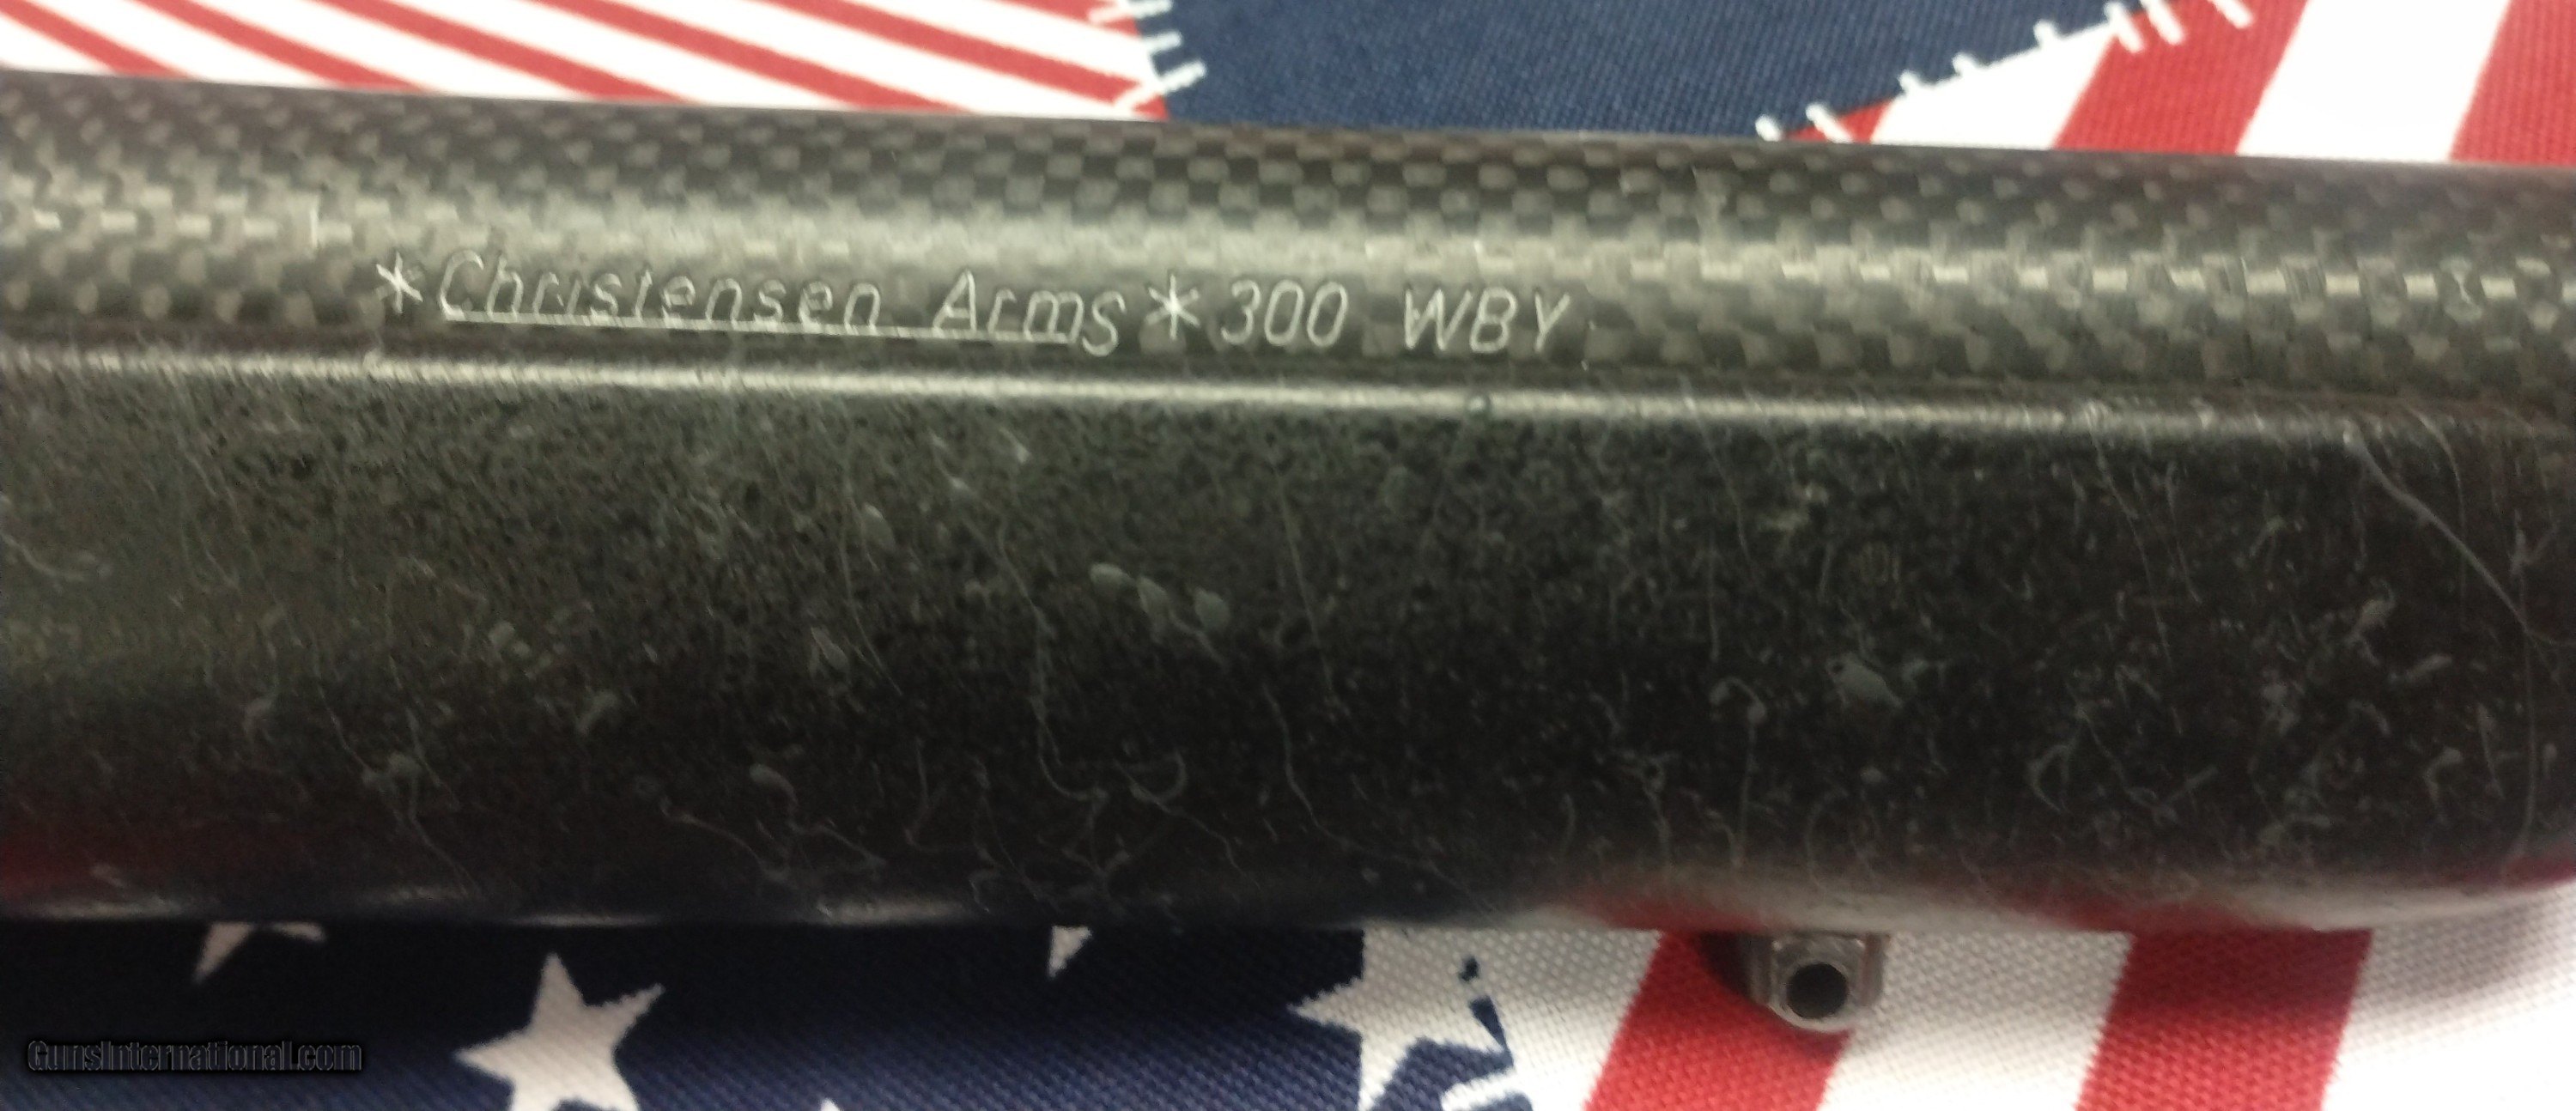 *Christensen Arms*300 WBY
GunsInternational.com